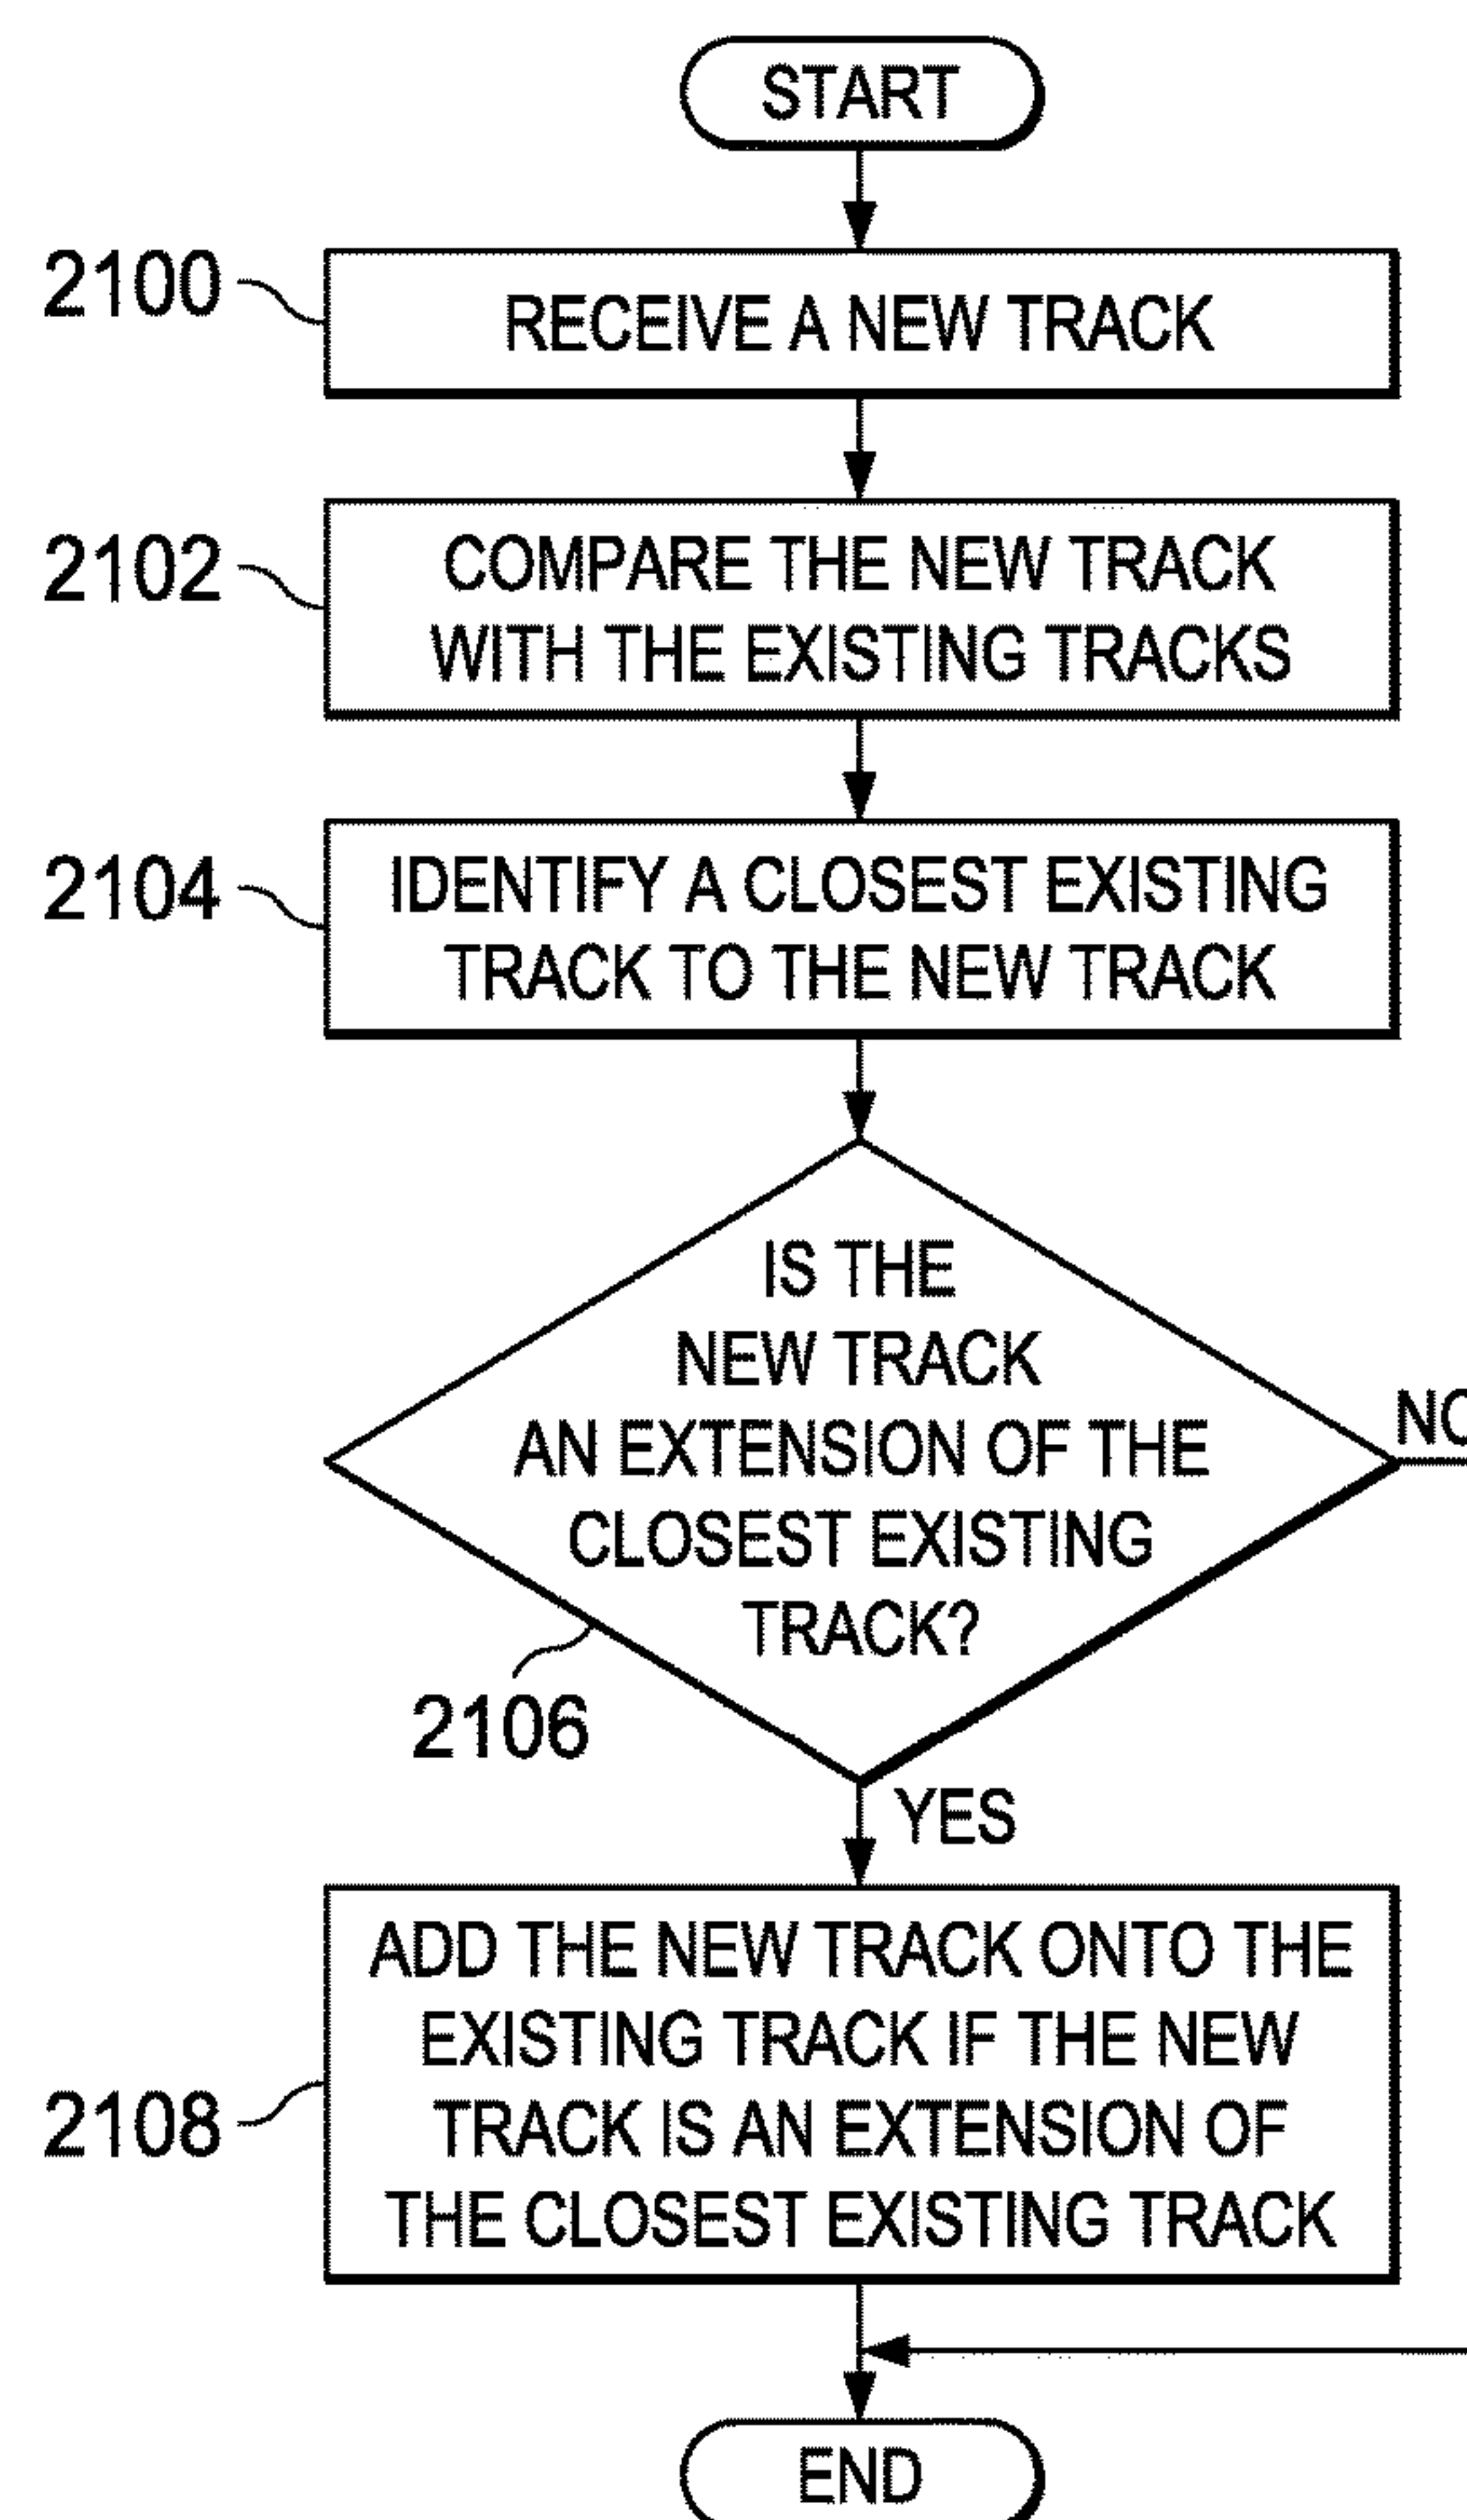 START
2100
RECEIVE A NEW TRACK
2102
COMPARE THE NEW TRACK
WITH THE EXISTING TRACKS
2104
IDENTIFY A CLOSEST EXISTING
TRACK TO THE NEW TRACK
IS THE
NEW TRACK
AN EXTENSION OF THE
CLOSEST EXISTING
TRACK?
NO
2106
YES
2108
ADD THE NEW TRACK ONTO THE
EXISTING TRACK IF THE NEW
TRACK IS AN EXTENSION OF
THE CLOSEST EXISTING TRACK
END